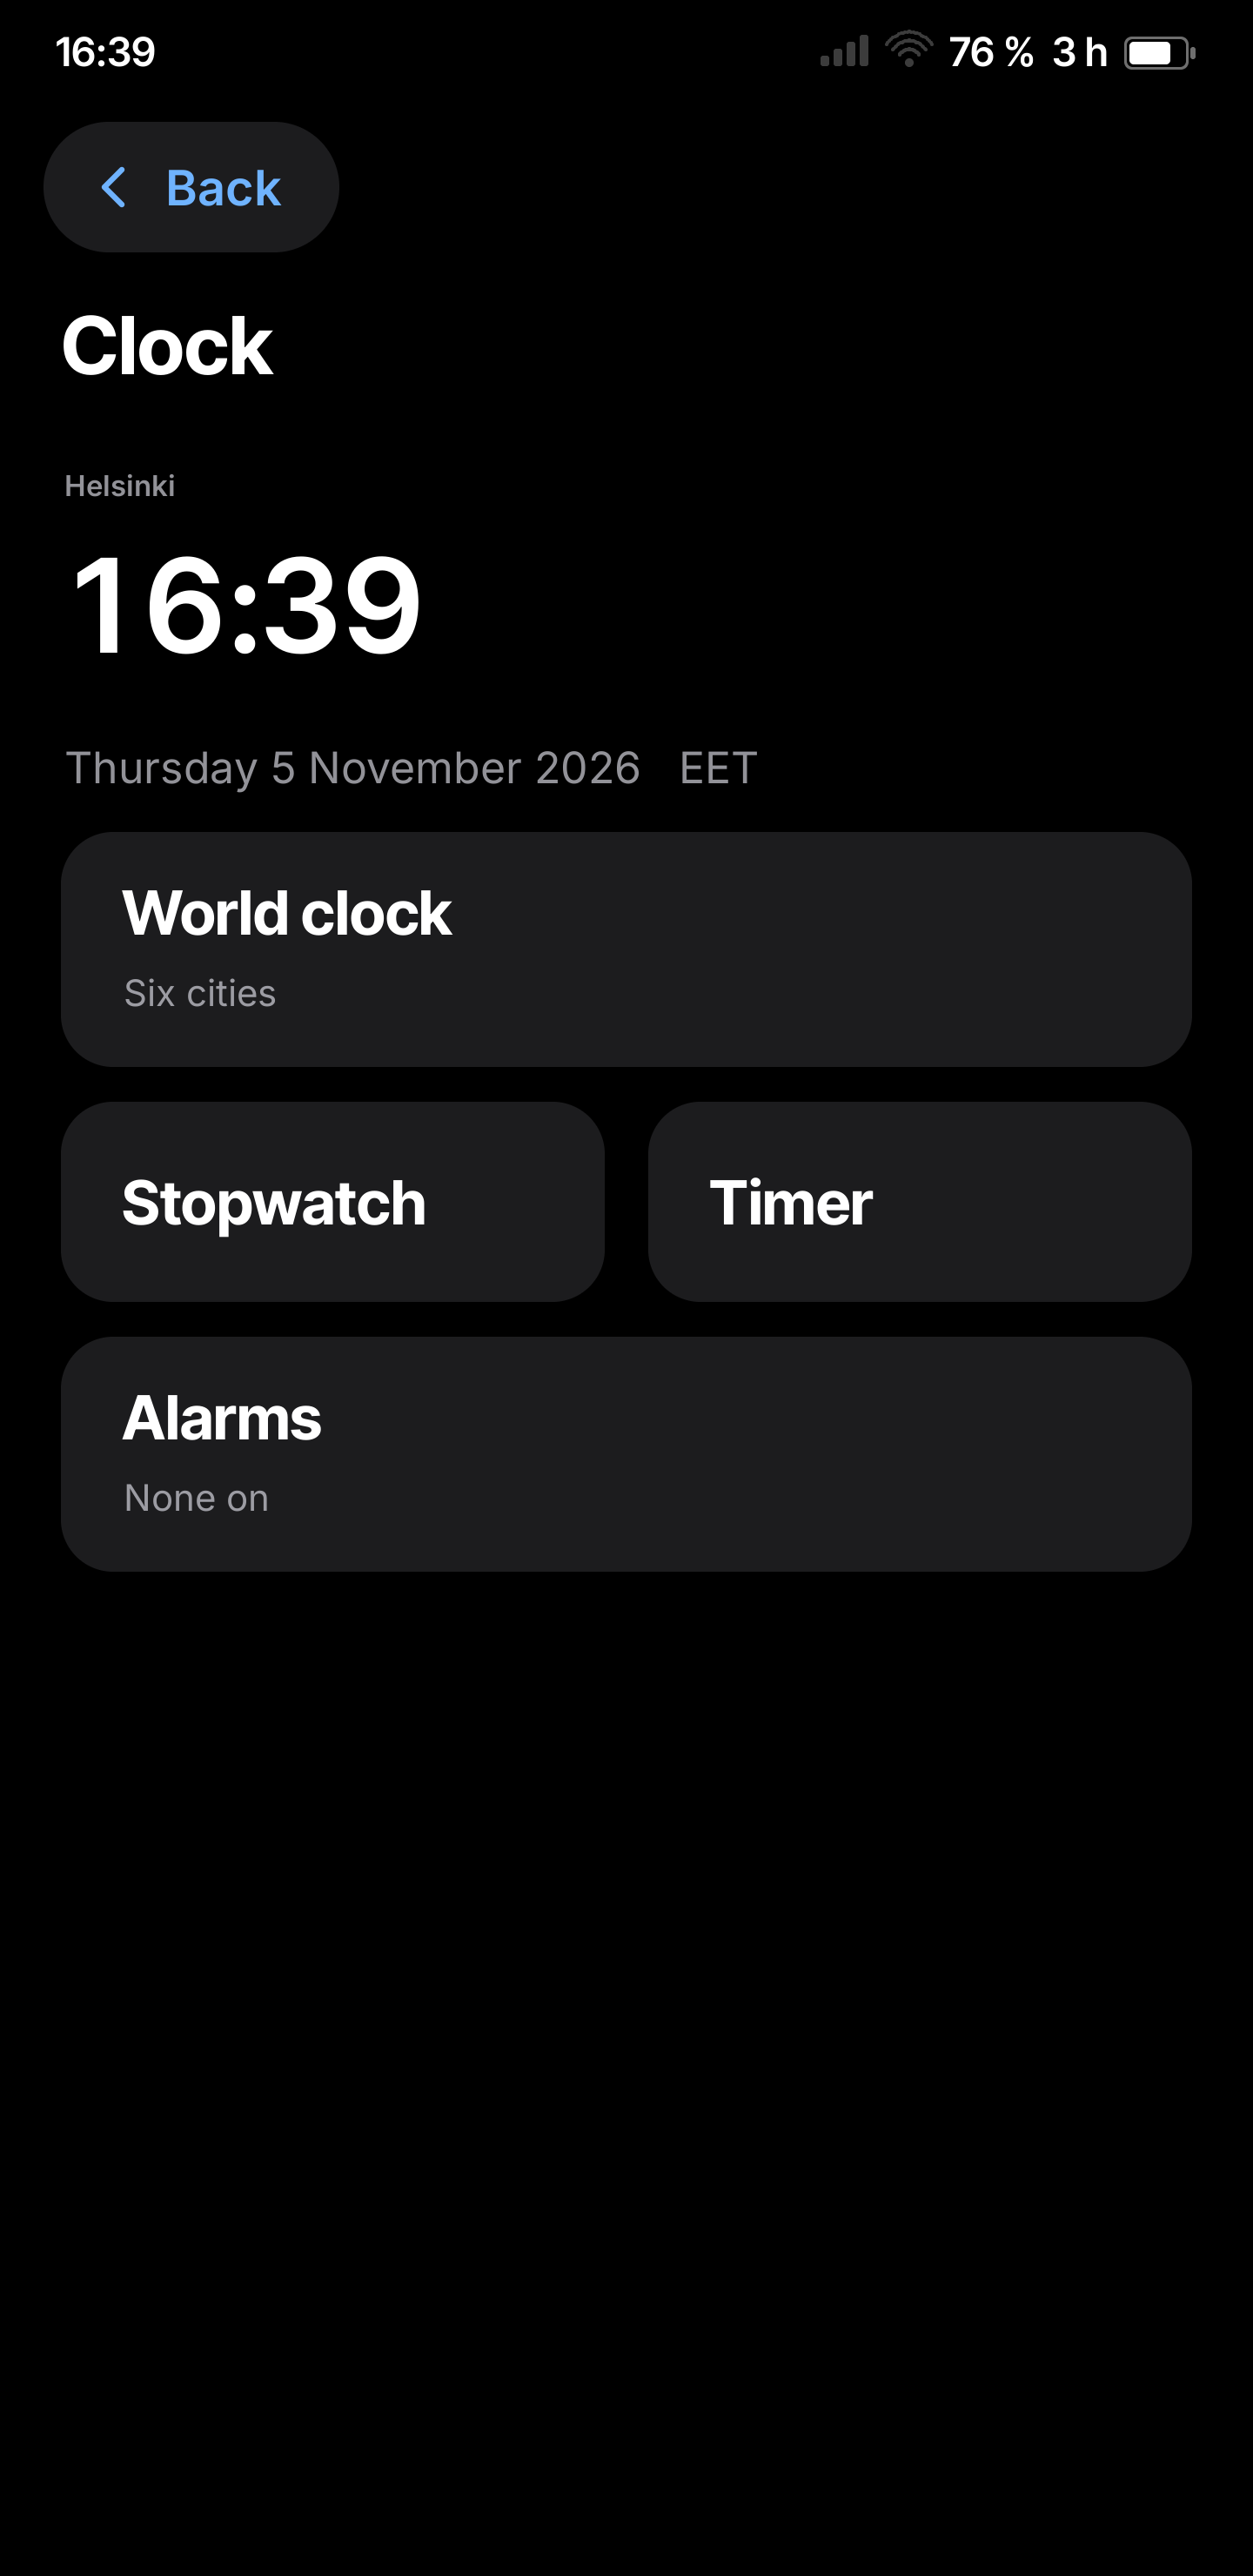 16:39 76 % 3 h
Back
Clock
Helsinki
16:39
Thursday 5 November 2026 EET
World clock
Six cities
Stopwatch Timer
Alarms
None on